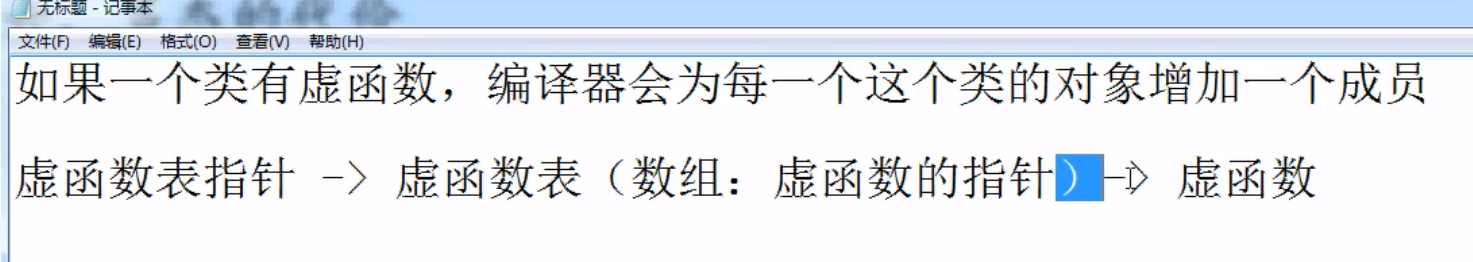 无标题 - 记事本
文件(F) 编辑(E) 格式(O) 查看(V) 帮助(H)
如果一个类有虚函数，编译器会为每一个这个类的对象增加一个成员
虚函数表指针 -> 虚函数表（数组：虚函数的指针）-> 虚函数